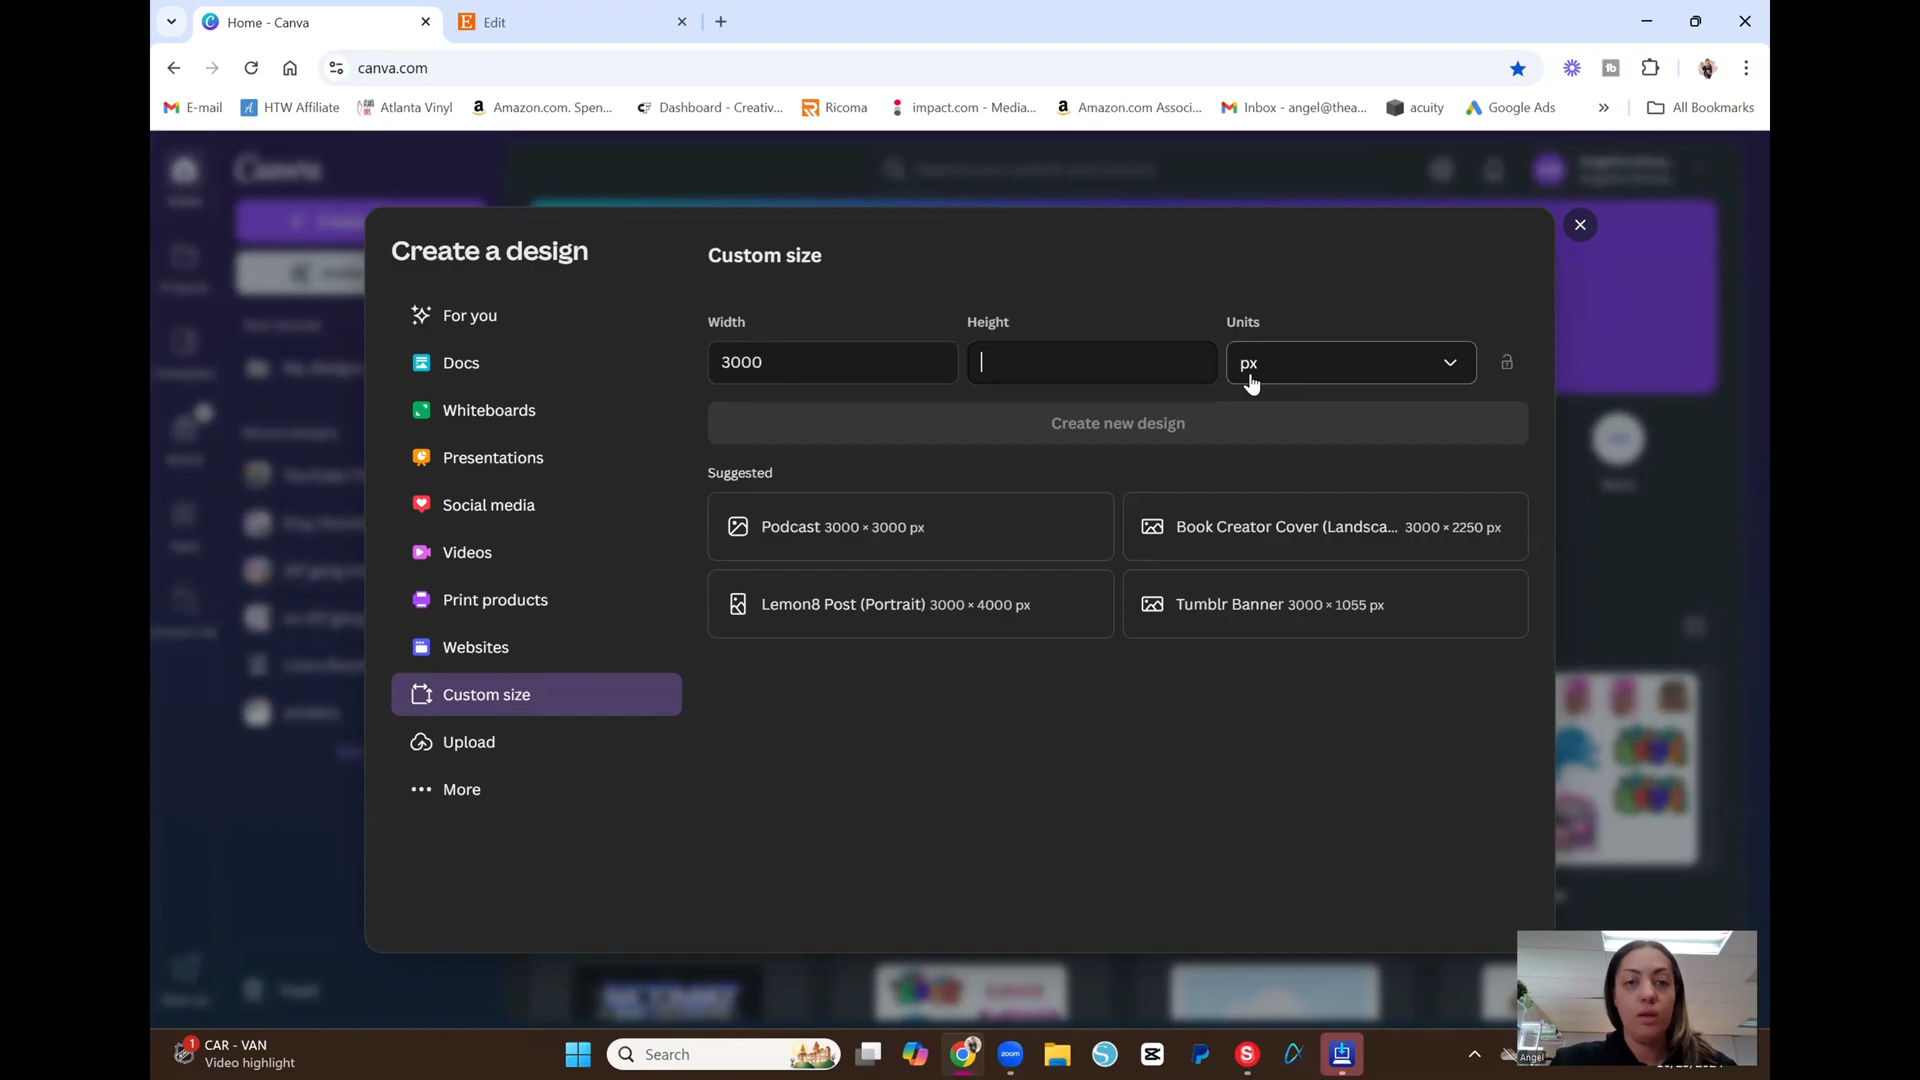 Home - Canva
Edit
canva.com
E-mail
HTW Affiliate
Atlanta Vinyl
Amazon.com. Spen...
Dashboard - Creativ...
Ricoma
impact.com - Media...
Amazon.com Associ...
Inbox - angel@thea...
acuity
Google Ads
»
All Bookmarks
Canva
Create a design
For you
Docs
Whiteboards
Presentations
Social media
Videos
Print products
Websites
Custom size
Upload
More
Custom size
Width
Height
Units
3000
px
Create new design
Suggested
Podcast 3000 × 3000 px
Book Creator Cover (Landsca... 3000 × 2250 px
Lemon8 Post (Portrait) 3000 × 4000 px
Tumblr Banner 3000 × 1055 px
1
CAR - VAN
Video highlight
Search
zoom
Angel